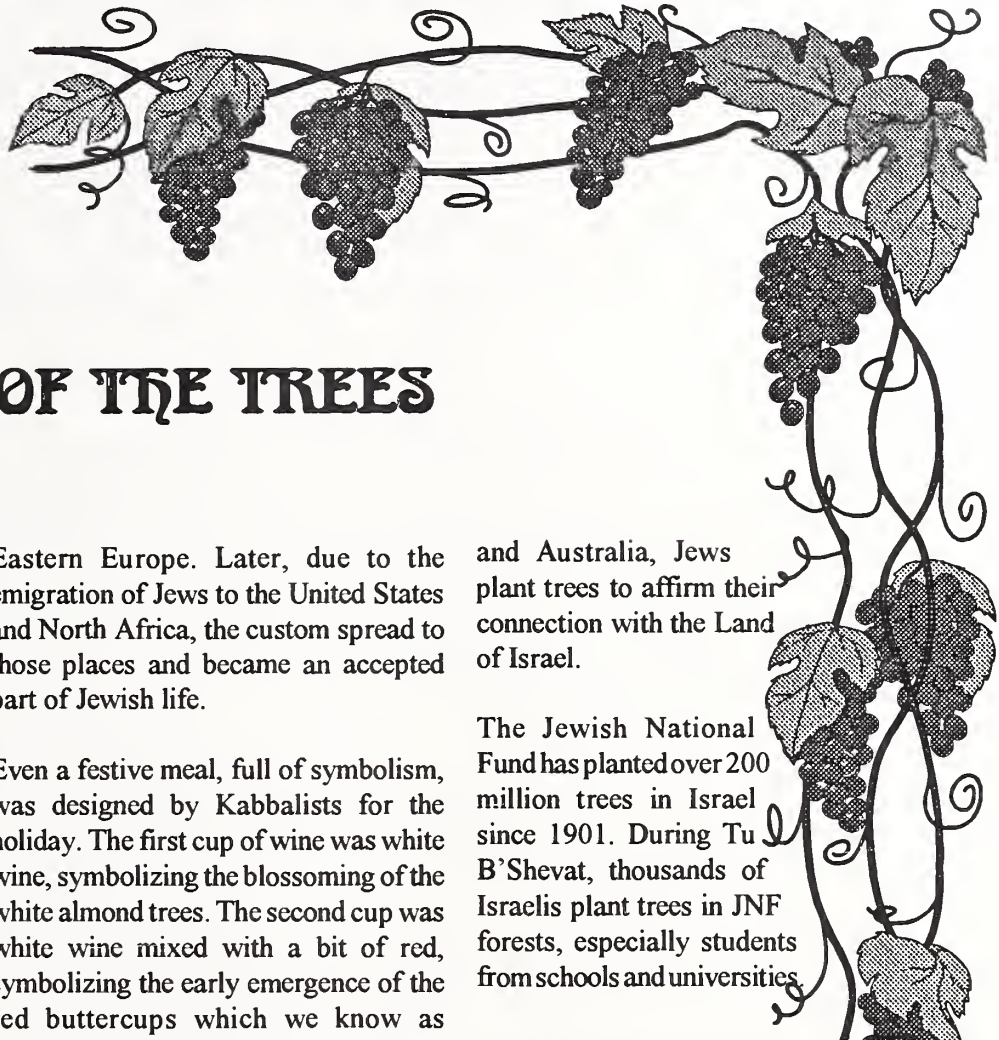 OF THE TREES
Eastern Europe. Later, due to the
emigration of Jews to the United States
and North Africa, the custom spread to
those places and became an accepted
part of Jewish life.
Even a festive meal, full of symbolism,
was designed by Kabbalists for the
holiday. The first cup of wine was white
wine, symbolizing the blossoming of the
white almond trees. The second cup was
white wine mixed with a bit of red,
symbolizing the early emergence of the
red buttercups which we know as
and Australia, Jews
plant trees to affirm their
connection with the Land
of Israel.
The Jewish National
Fund has planted over 200
million trees in Israel
since 1901. During Tu
B'Shevat, thousands of
Israelis plant trees in JNF
forests, especially students
from schools and universities.